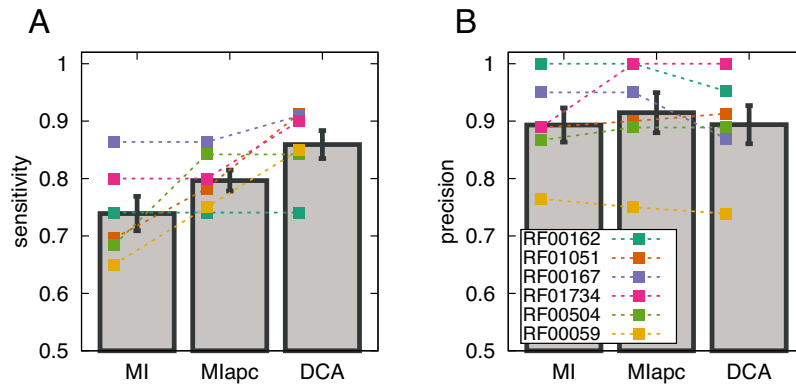 A
1
0.9
0.8
0.7
0.6
0.5
sensitivity
MI
MIapc
DCA
B
1
0.9
0.8
0.7
0.6
0.5
precision
RF00162
RF01051
RF00167
RF01734
RF00504
RF00059
MI
MIapc
DCA